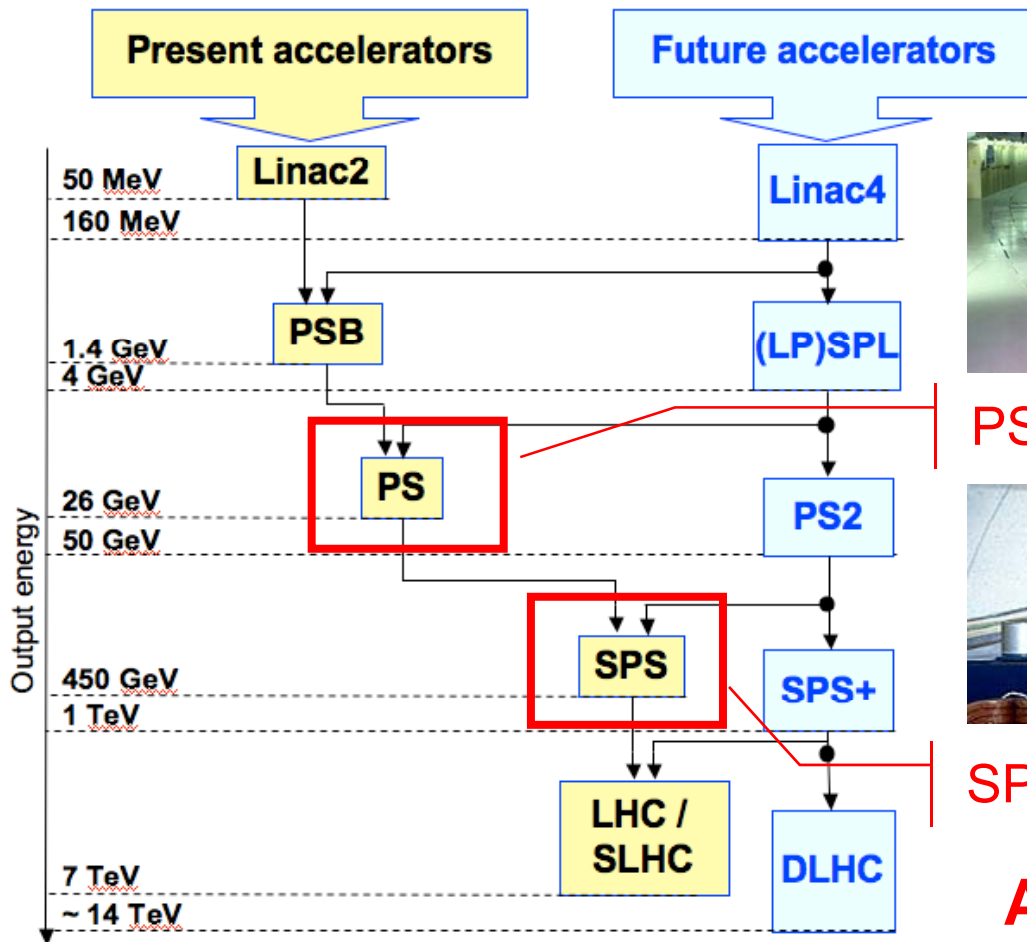 Present accelerators
Future accelerators
Output energy
50 MeV
Linac2
160 MeV
Linac4
PSB
1.4 GeV
4 GeV
(LP)SPL
PS
PS
26 GeV
50 GeV
PS2
SPS
450 GeV
1 TeV
SPS+
SP
LHC /
SLHC
7 TeV
~ 14 TeV
DLHC
A